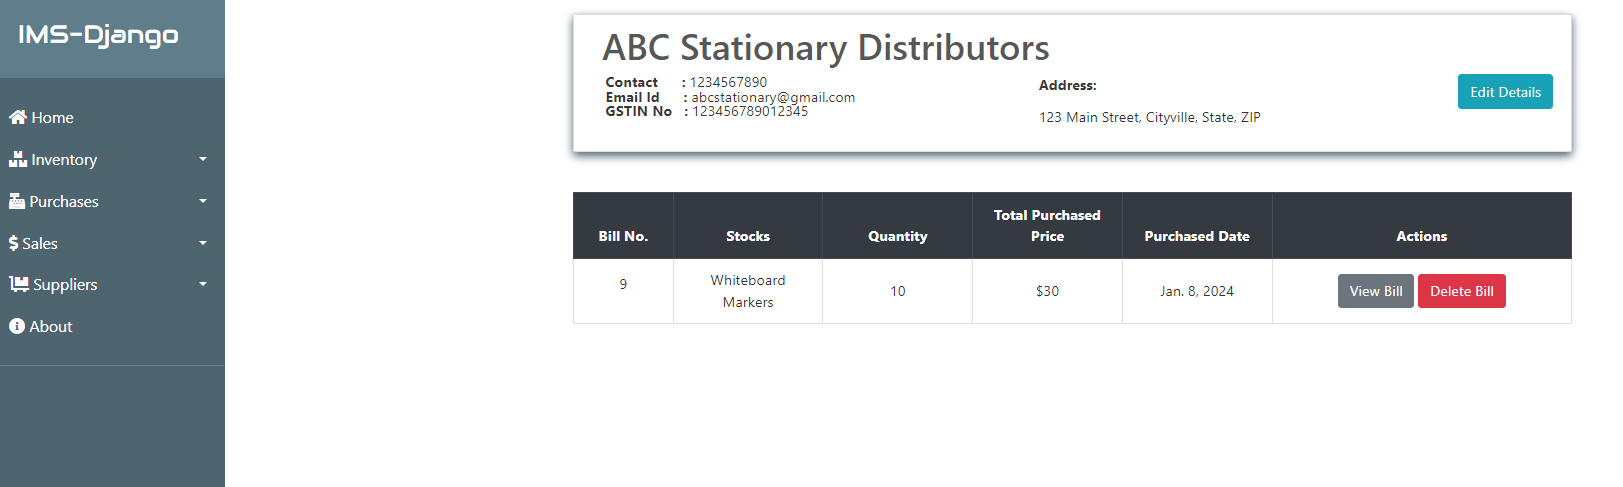 IMS-Django
Home
Inventory
Purchases
Sales
Suppliers
About
ABC Stationary Distributors
Contact : 1234567890
Email Id : abcstationary@gmail.com
GSTIN No : 123456789012345
Address:
123 Main Street, Cityville, State, ZIP
Edit Details
Bill No. Stocks Quantity Total Purchased Price Purchased Date Actions
9 Whiteboard Markers 10 $30 Jan. 8, 2024 View Bill Delete Bill